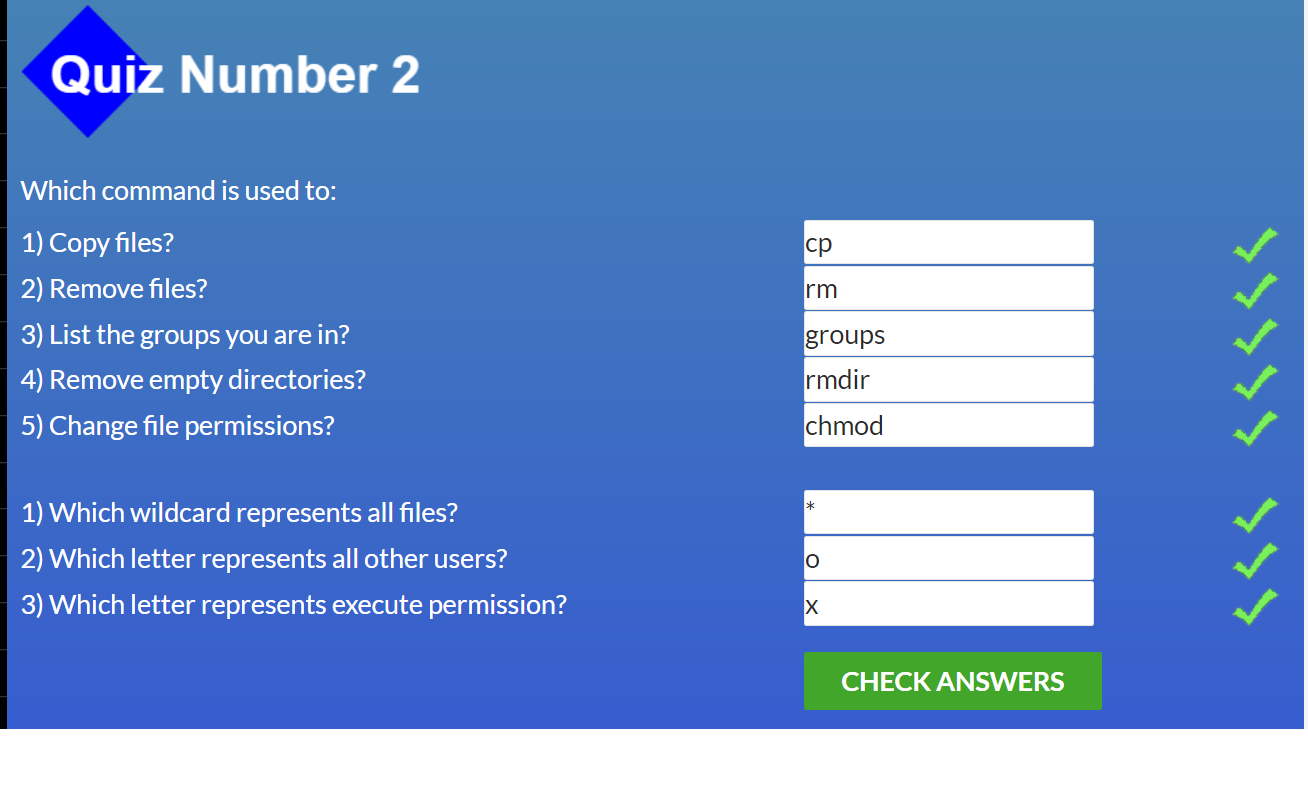 Quiz Number 2
Which command is used to:
1) Copy files? cp
2) Remove files? rm
3) List the groups you are in? groups
4) Remove empty directories? rmdir
5) Change file permissions? chmod
1) Which wildcard represents all files? *
2) Which letter represents all other users? o
3) Which letter represents execute permission? x
CHECK ANSWERS